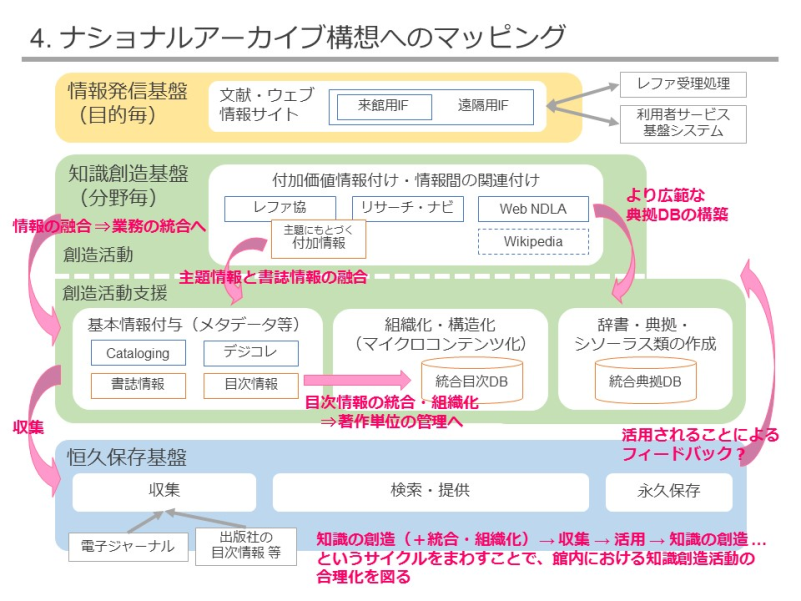 4. ナショナルアーカイブ構想へのマッピング
情報発信基盤
（目的毎）
文献・ウェブ
情報サイト
来館用IF
遠隔用IF
レファ受理処理
利用者サービス
基盤システム
知識創造基盤
（分野毎）
付加価値情報付け・情報間の関連付け
レファ協
リサーチ・ナビ
Web NDLA
主題にもとづく
付加情報
Wikipedia
より広範な
典拠DBの構築
情報の融合⇒業務の統合へ
創造活動
主題情報と書誌情報の融合
創造活動支援
基本情報付与（メタデータ等）
Cataloging
デジコレ
書誌情報
目次情報
組織化・構造化
（マイクロコンテンツ化）
統合目次DB
辞書・典拠・
シソーラス類の作成
統合典拠DB
目次情報の統合・組織化
⇒著作単位の管理へ
収集
活用されることによる
フィードバック？
恒久保存基盤
収集
検索・提供
永久保存
電子ジャーナル
出版社の
目次情報 等
知識の創造（＋統合・組織化）→ 収集 → 活用 → 知識の創造…
というサイクルをまわすことで、館内における知識創造活動の
合理化を図る